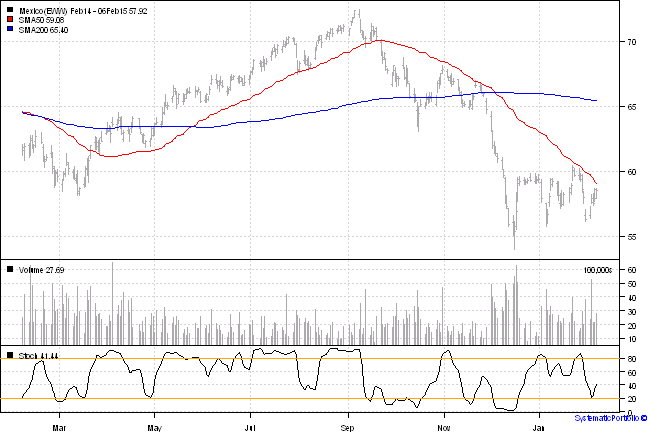 Mexico(EWW) Feb14 - 06Feb15 57.92
SMA50 59.08
SMA200 65.40
70
65
60
55
Volume 27.69
100,000s
60
50
40
30
20
10
Stoch 41.44
80
60
40
20
Mar May Jul Sep Nov Jan
SystematicPortfolio ©